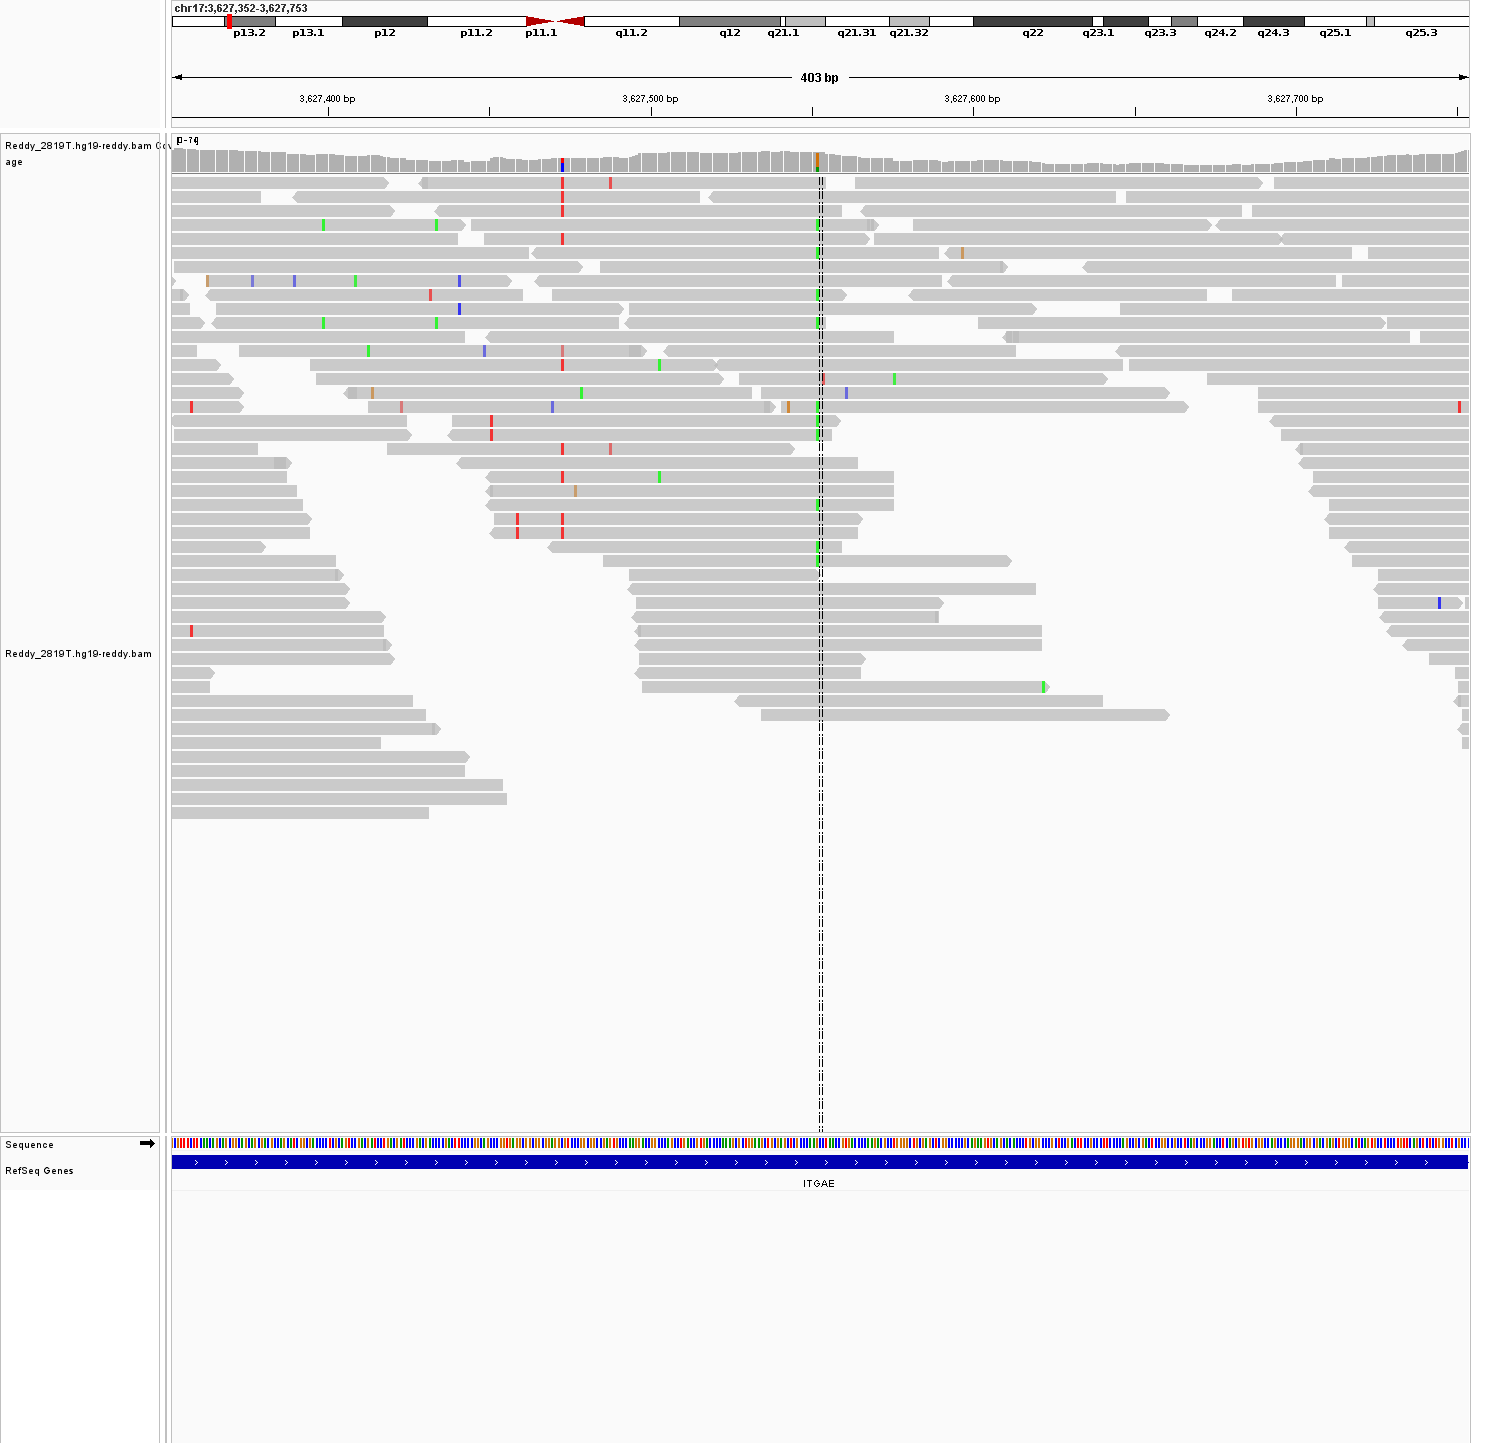 chr17:3,627,352-3,627,753
p13.2 p13.1 p12 p11.2 p11.1 q11.2 q12 q21.1 q21.31 q21.32 q22 q23.1 q23.3 q24.2 q24.3 q25.1 q25.3
403 bp
3,627,400 bp 3,627,500 bp 3,627,600 bp 3,627,700 bp
Reddy_2819T.hg19-reddy.bam Cov
age
Reddy_2819T.hg19-reddy.bam
Sequence
RefSeq Genes
ITGAE